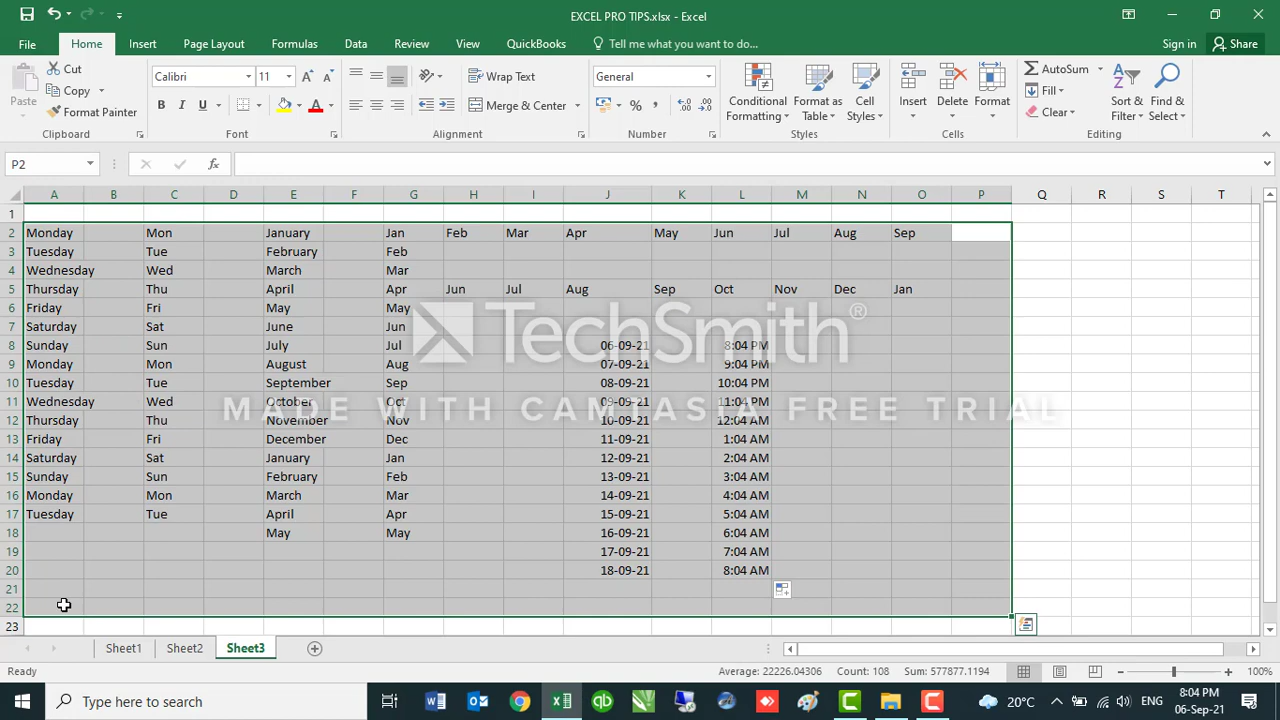 EXCEL PRO TIPS.xlsx - Excel
File Home Insert Page Layout Formulas Data Review View QuickBooks Tell me what you want to do... Sign in Share
Paste Cut Copy Format Painter Clipboard
Calibri 11 B I U A Font
Wrap Text Merge & Center Alignment
General % Number
Conditional Formatting Format as Table Cell Styles Styles
Insert Delete Format Cells
AutoSum Fill Clear Sort & Filter Find & Select Editing
P2 fx
A B C D E F G H I J K L M N O P Q R S T
1
2 Monday Mon January Jan Feb Mar Apr May Jun Jul Aug Sep
3 Tuesday Tue February Feb
4 Wednesday Wed March Mar
5 Thursday Thu April Apr Jun Jul Aug Sep Oct Nov Dec Jan
6 Friday Fri May May
7 Saturday Sat June Jun
8 Sunday Sun July Jul 06-09-21 8:04 PM
9 Monday Mon August Aug 07-09-21 9:04 PM
10 Tuesday Tue September Sep 08-09-21 10:04 PM
11 Wednesday Wed October Oct 09-09-21 11:04 PM
12 Thursday Thu November Nov 10-09-21 12:04 AM
13 Friday Fri December Dec 11-09-21 1:04 AM
14 Saturday Sat January Jan 12-09-21 2:04 AM
15 Sunday Sun February Feb 13-09-21 3:04 AM
16 Monday Mon March Mar 14-09-21 4:04 AM
17 Tuesday Tue April Apr 15-09-21 5:04 AM
18 May May 16-09-21 6:04 AM
19 17-09-21 7:04 AM
20 18-09-21 8:04 AM
21
22
23
TechSmith®
MADE WITH CAMTASIA FREE TRIAL
Sheet1 Sheet2 Sheet3
Ready Average: 22226.04306 Count: 108 Sum: 577877.1194 100%
Type here to search 20°C ENG 8:04 PM
06-Sep-21